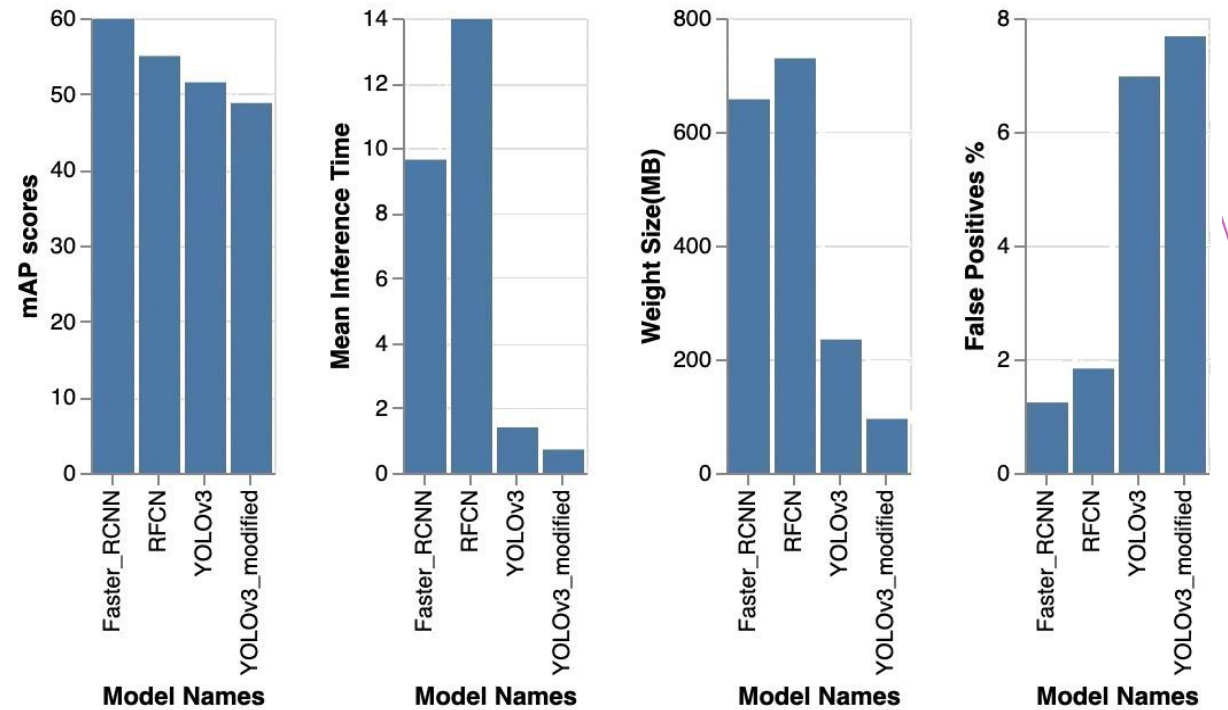 mAP scores
60
50
40
30
20
10
0
Faster_RCNN
RFCN
YOLOv3
YOLOv3_modified
Model Names
Mean Inference Time
14
12
10
8
6
4
2
0
Faster_RCNN
RFCN
YOLOv3
YOLOv3_modified
Model Names
Weight Size(MB)
800
600
400
200
0
Faster_RCNN
RFCN
YOLOv3
YOLOv3_modified
Model Names
False Positives %
8
6
4
2
0
Faster_RCNN
RFCN
YOLOv3
YOLOv3_modified
Model Names